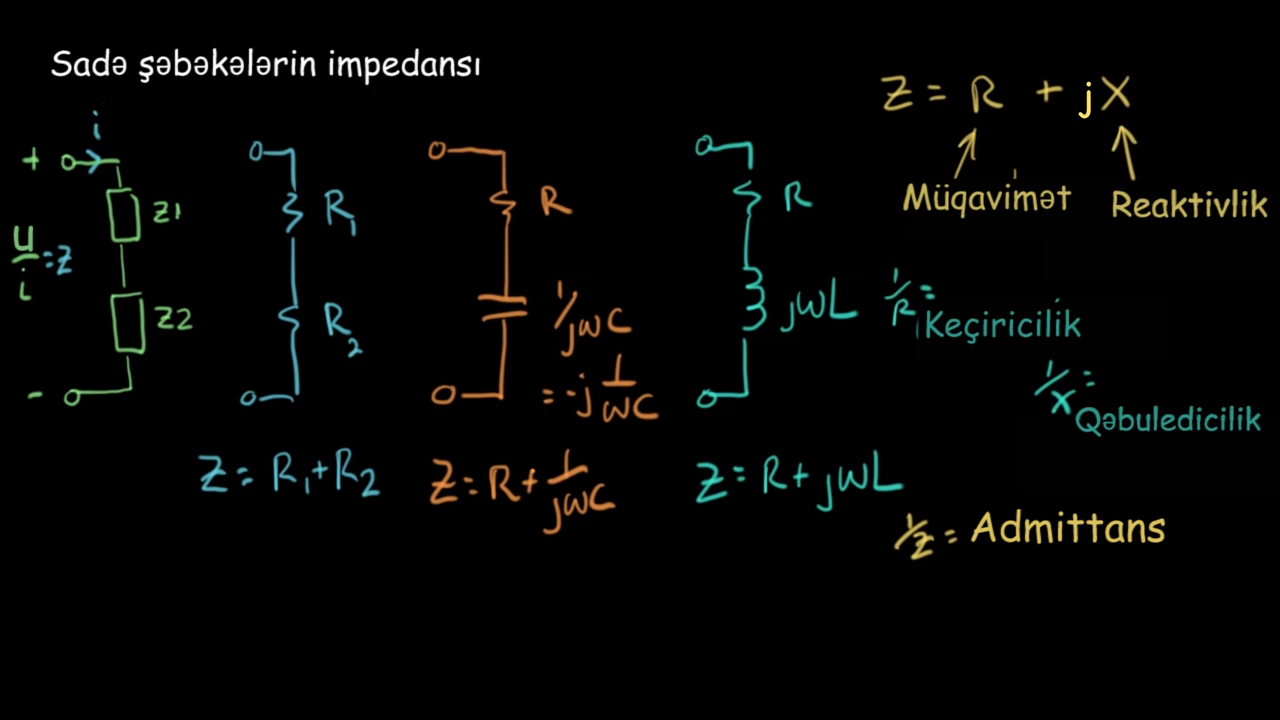 Sadə şəbəkələrin impedansı
Z = R + jX
Müqavimət
Reaktivlik
i
+
Z1
u/i = Z
Z2
-
R₁
R₂
Z = R₁+R₂
R
1/jωC
= -j 1/ωC
Z = R + 1/jωC
R
jωL
Z = R + jωL
1/R =
Keçiricilik
1/X =
Qəbuledicilik
1/Z = Admittans